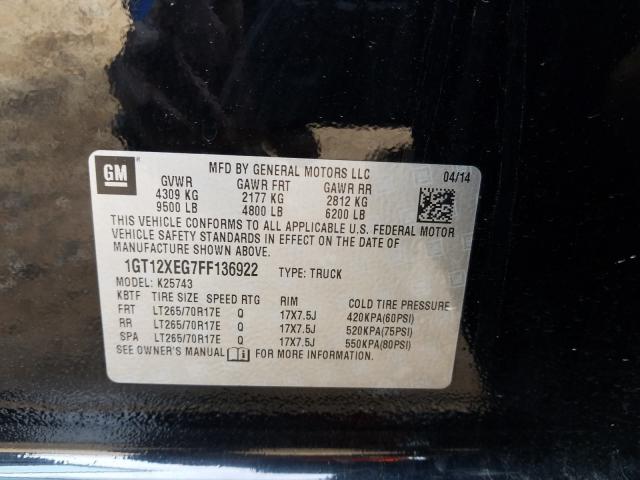 GM
MFD BY GENERAL MOTORS LLC 04/14
GVWR GAWR FRT GAWR RR
4309 KG 2177 KG 2812 KG
9500 LB 4800 LB 6200 LB
THIS VEHICLE CONFORMS TO ALL APPLICABLE U.S. FEDERAL MOTOR
VEHICLE SAFETY STANDARDS IN EFFECT ON THE DATE OF
MANUFACTURE SHOWN ABOVE.
1GT12XEG7FF136922 TYPE: TRUCK
MODEL: K25743
KBTF TIRE SIZE SPEED RTG RIM COLD TIRE PRESSURE
FRT LT265/70R17E Q 17X7.5J 420KPA(60PSI)
RR LT265/70R17E Q 17X7.5J 520KPA(75PSI)
SPA LT265/70R17E Q 17X7.5J 550KPA(80PSI)
SEE OWNER'S MANUAL FOR MORE INFORMATION.